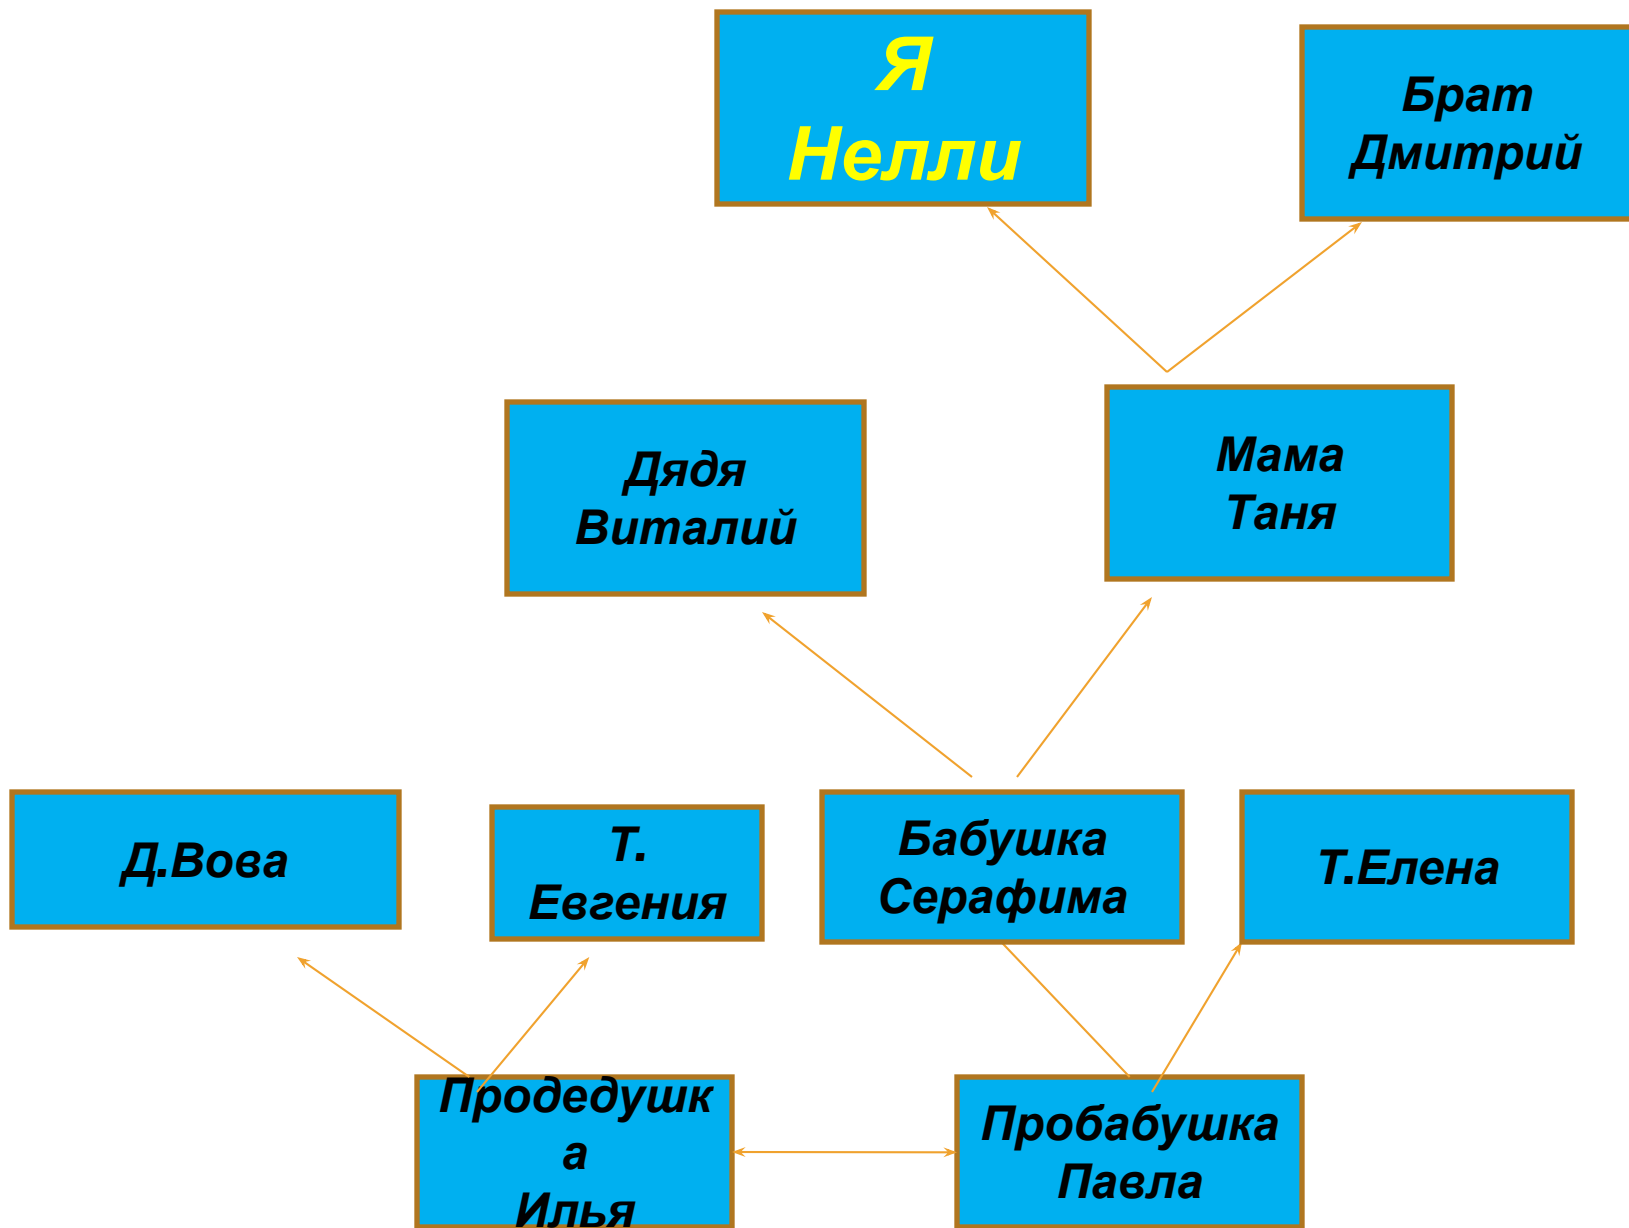 Я
Нелли
Брат
Дмитрий
Дядя
Виталий
Мама
Таня
Д.Вова
Т.
Евгения
Бабушка
Серафима
Т.Елена
Продедушк
а
Илья
Пробабушка
Павла